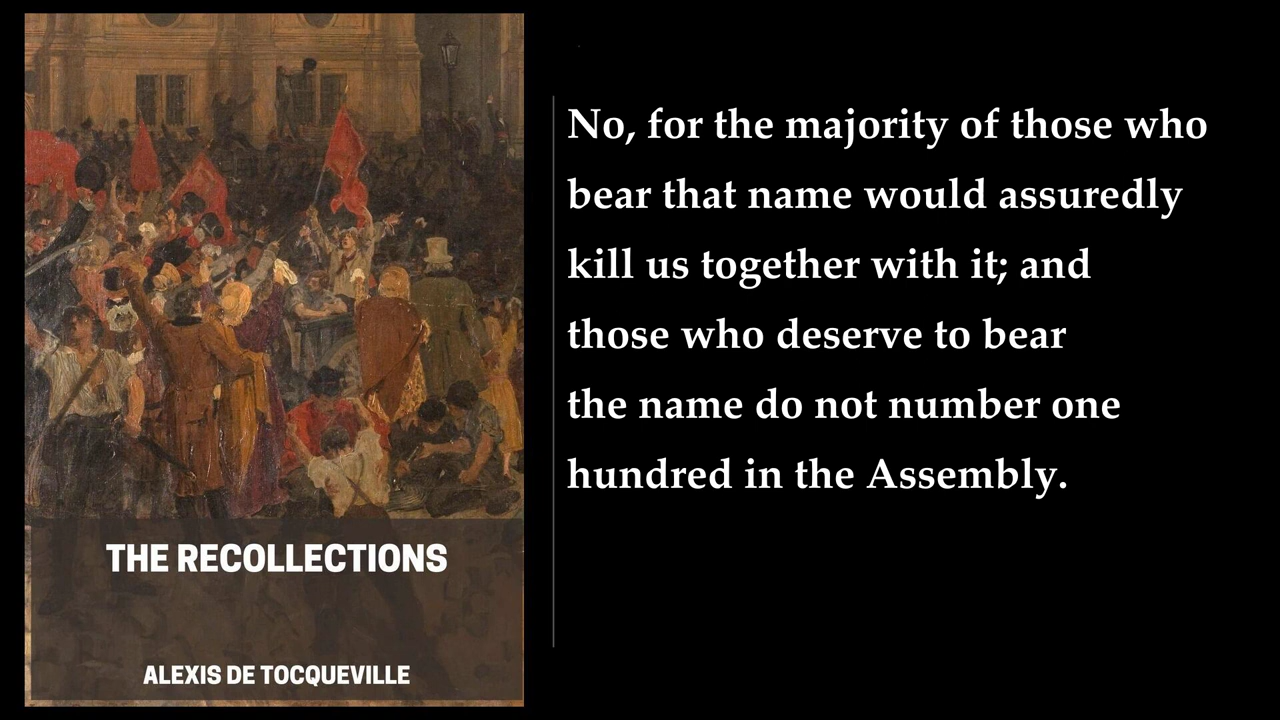 THE RECOLLECTIONS
ALEXIS DE TOCQUEVILLE
No, for the majority of those who
bear that name would assuredly
kill us together with it; and
those who deserve to bear
the name do not number one
hundred in the Assembly.